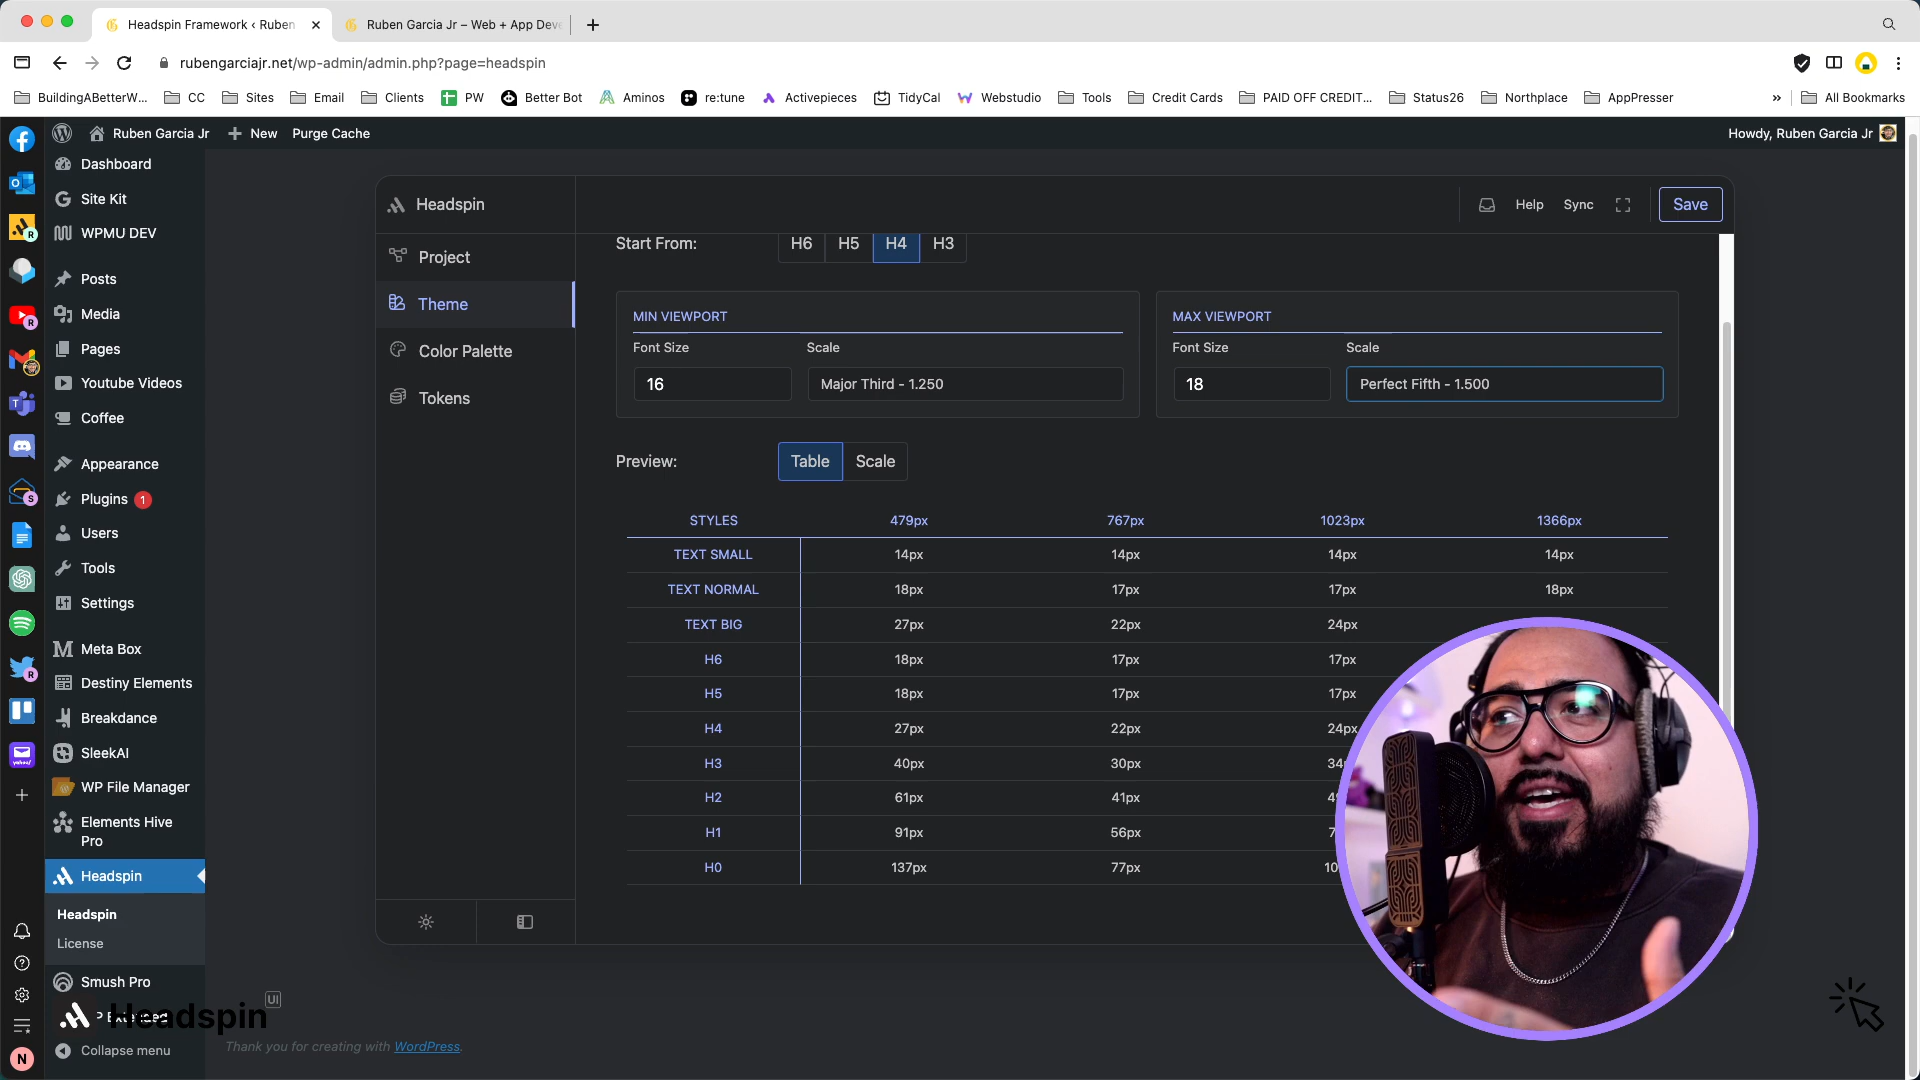 Headspin Framework ‹ Ruben
Ruben Garcia Jr – Web + App Deve
rubengarciajr.net/wp-admin/admin.php?page=headspin
BuildingABetterW... CC Sites Email Clients PW Better Bot Aminos re:tune Activepieces TidyCal Webstudio Tools Credit Cards PAID OFF CREDIT... Status26 Northplace AppPresser » All Bookmarks
Ruben Garcia Jr New Purge Cache Howdy, Ruben Garcia Jr
Dashboard
Site Kit
WPMU DEV
Posts
Media
Pages
Youtube Videos
Coffee
Appearance
Plugins 1
Users
Tools
Settings
Meta Box
Destiny Elements
Breakdance
SleekAI
WP File Manager
Elements Hive
Pro
Headspin
Headspin
License
Smush Pro
Collapse menu
Headspin UI
Headspin
Help Sync Save
Project
Theme
Color Palette
Tokens
Start From: H6 H5 H4 H3
MIN VIEWPORT
Font Size Scale
16 Major Third - 1.250
MAX VIEWPORT
Font Size Scale
18 Perfect Fifth - 1.500
Preview: Table Scale
STYLES 479px 767px 1023px 1366px
TEXT SMALL 14px 14px 14px 14px
TEXT NORMAL 18px 17px 17px 18px
TEXT BIG 27px 22px 24px
H6 18px 17px 17px
H5 18px 17px 17px
H4 27px 22px 24px
H3 40px 30px 34
H2 61px 41px
H1 91px 56px
H0 137px 77px
Thank you for creating with WordPress.
N